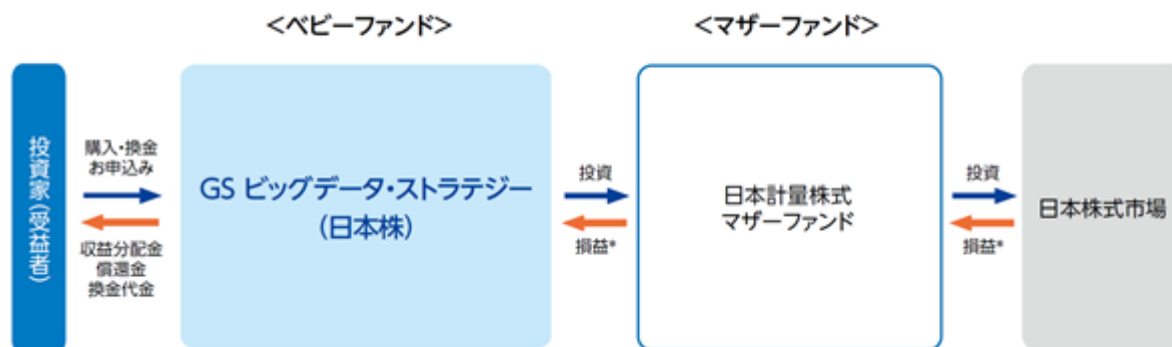 ＜ベビーファンド＞
＜マザーファンド＞
投資家（受益者）
購入・換金
お申込み
収益分配金
償還金
換金代金
GS ビッグデータ・ストラテジー
（日本株）
投資
損益*
日本計量株式
マザーファンド
投資
損益*
日本株式市場